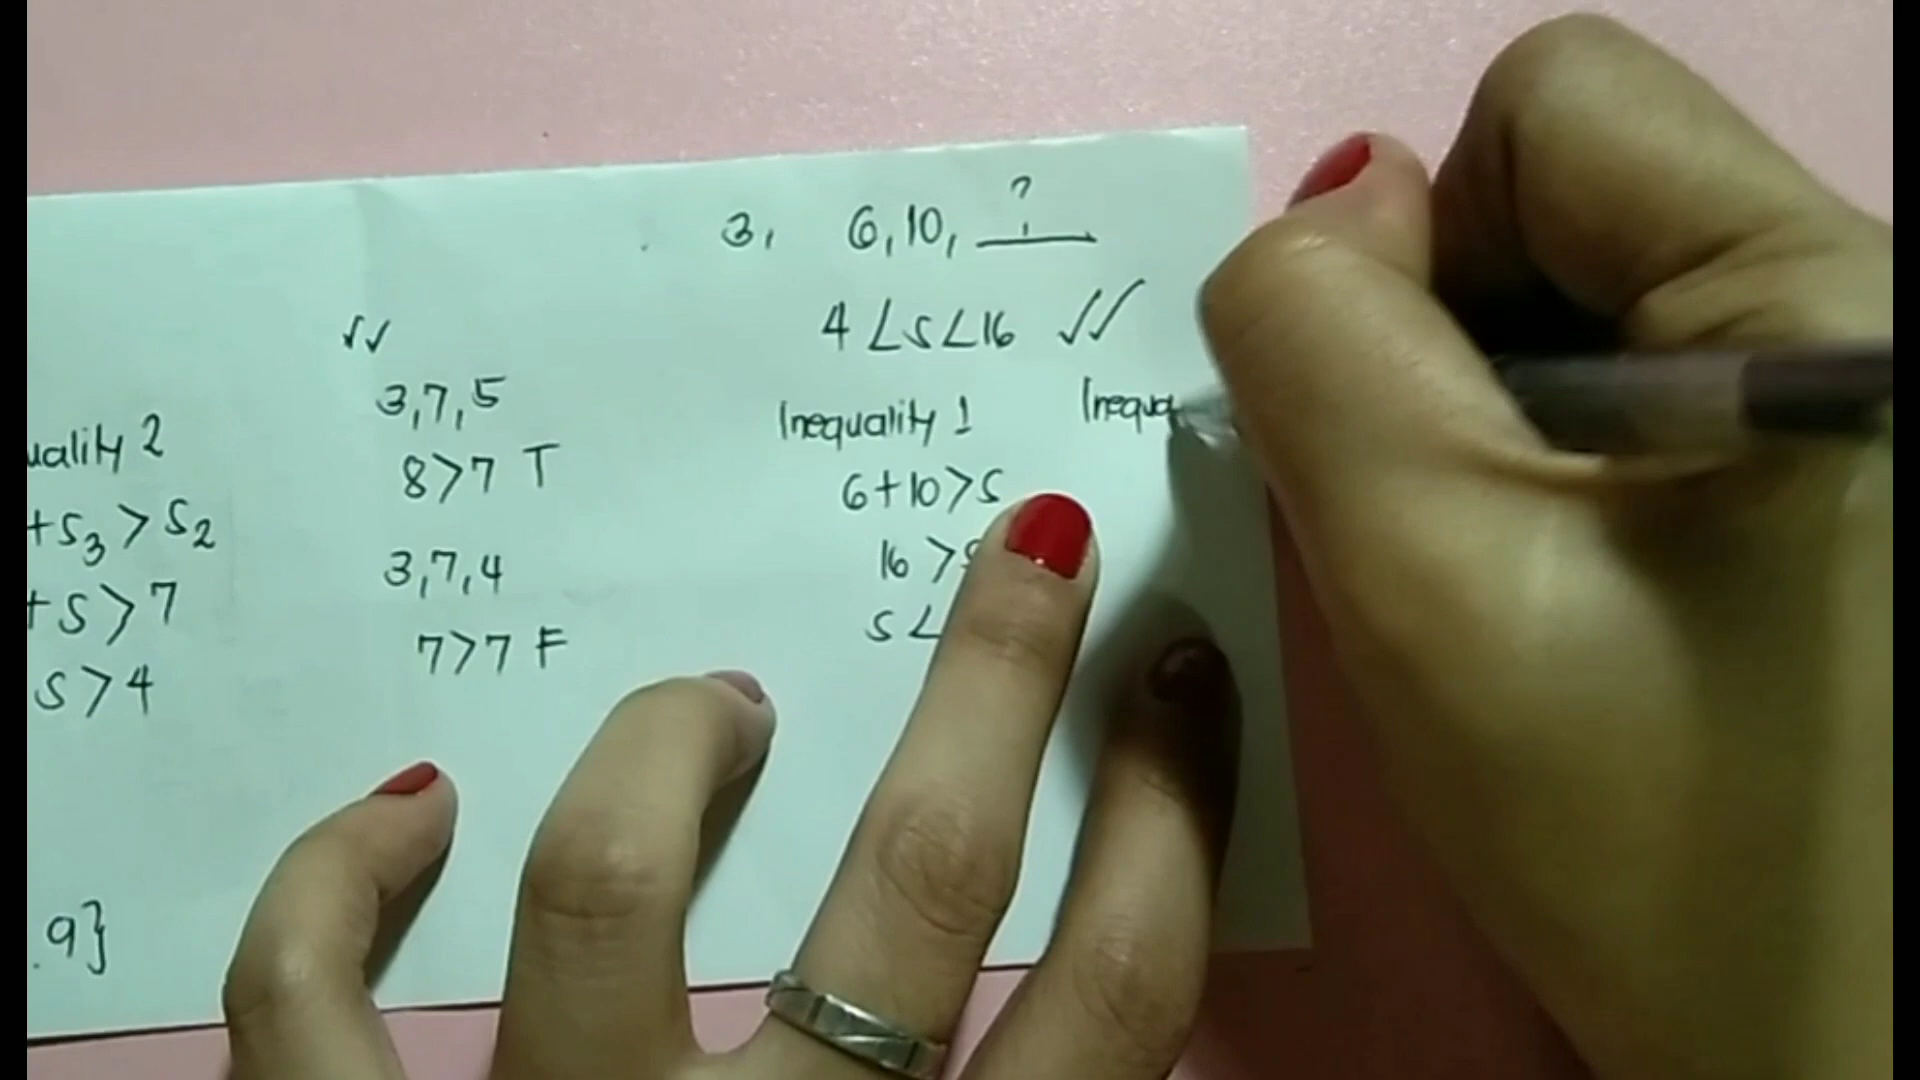 uality 2
+S3 > S2
+S>7
S>4
. 9}
3,7,5
8>7 T
3,7,4
7>7 F
3, 6,10, ?
4<S<16
Inequality 1
6+10>S
16 >S
S<
Inequa